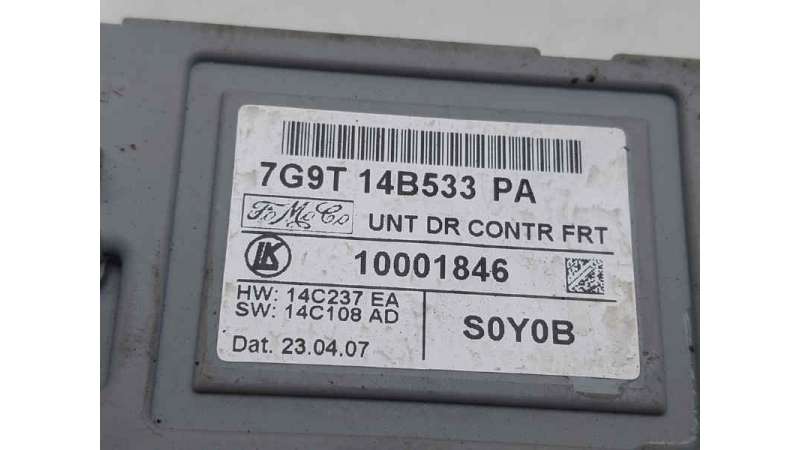 7G9T 14B533 PA
FoMoCo UNT DR CONTR FRT
LK 10001846
HW: 14C237 EA
SW: 14C108 AD
S0Y0B
Dat. 23.04.07